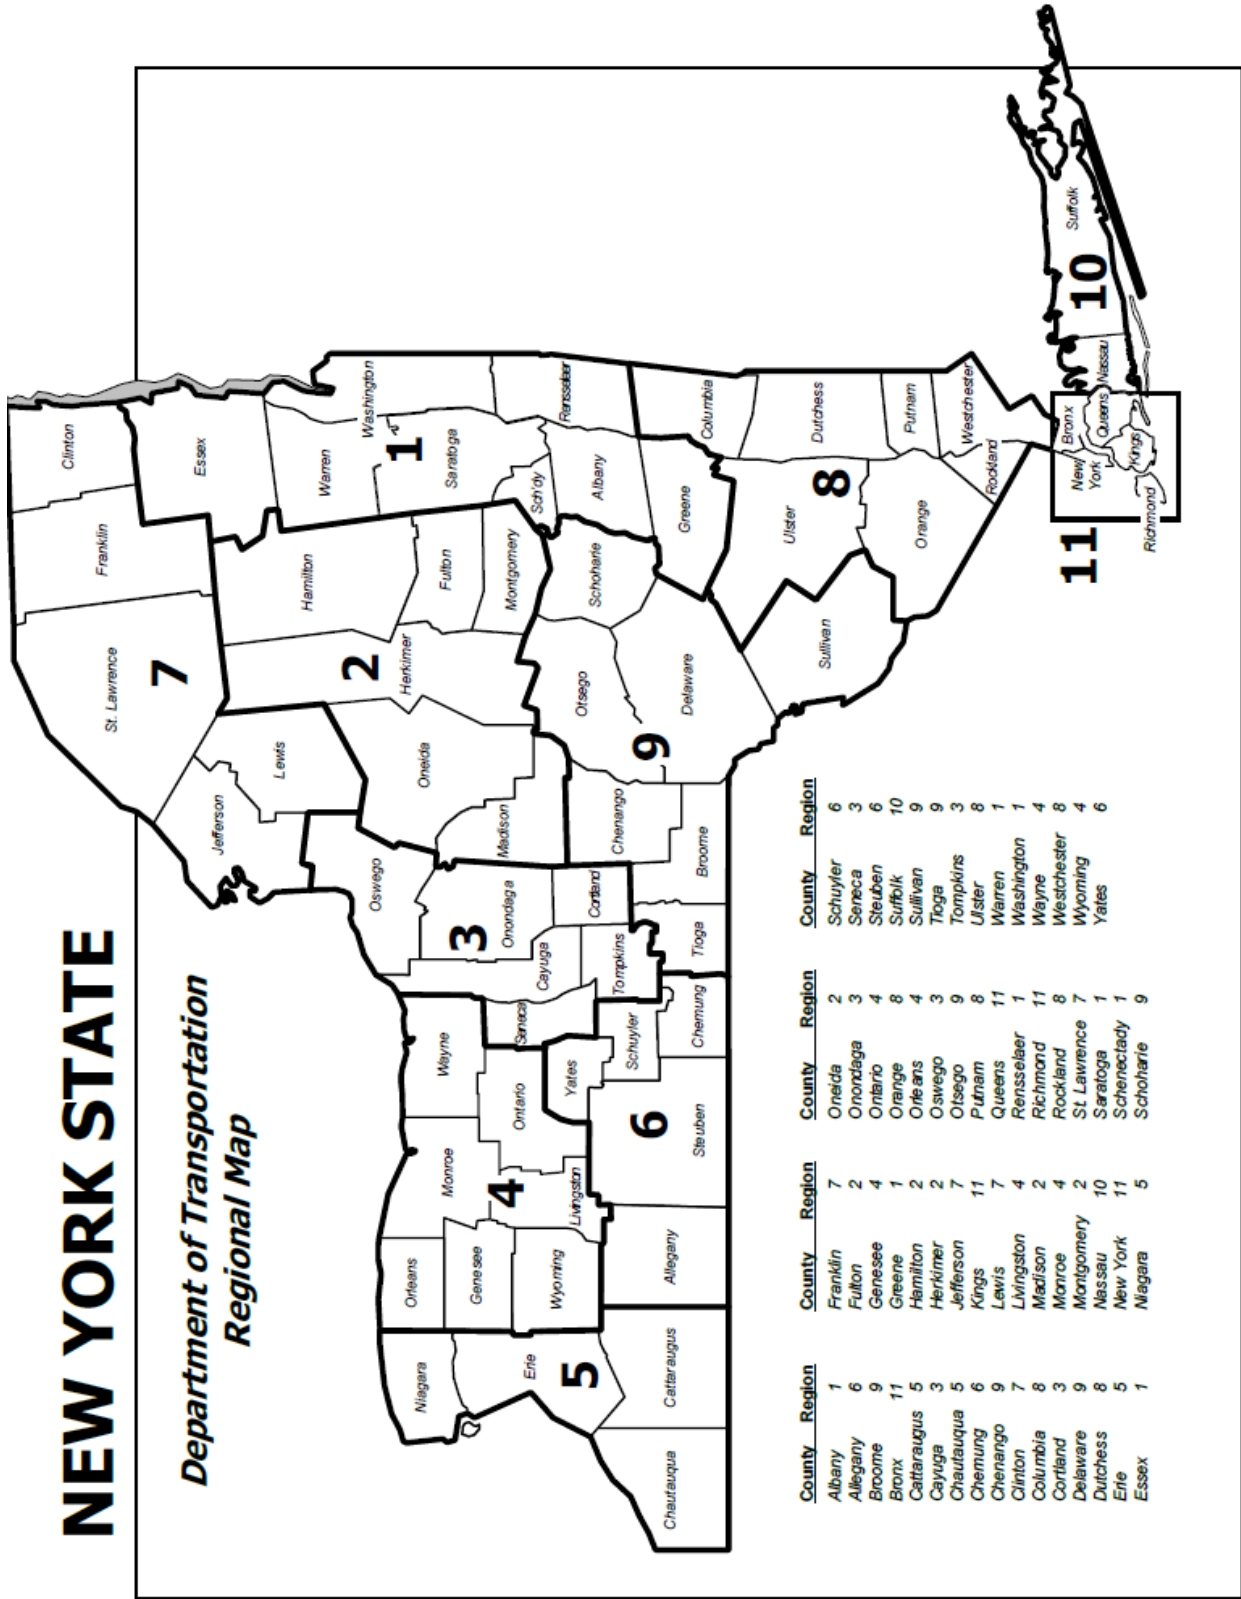 NEW YORK STATE
Department of Transportation
Regional Map
Clinton
Franklin
St. Lawrence
7
Essex
Jefferson
Lewis
Hamilton
Warren
Washington
1
2
Herkimer
Fulton
Saratoga
Oswego
Oneida
Montgomery
Sch'dy
Rensselaer
Niagara
Orleans
Monroe
Wayne
3
Onondaga
Madison
Albany
Genesee
4
Ontario
Seneca
Cayuga
Cortland
Otsego
Schoharie
Erie
5
Wyoming
Livingston
Yates
Tompkins
Chenango
9
Greene
Columbia
6
Schuyler
Delaware
Chautauqua
Cattaraugus
Allegany
Steuben
Chemung
Tioga
Broome
Ulster
8
Dutchess
Sullivan
Orange
Putnam
Rockland
Westchester
11
New
York
Bronx
Queens
Kings
Richmond
Nassau
10
Suffolk
County Region County Region County Region County Region
Albany 1 Franklin 7 Oneida 2 Schuyler 6
Allegany 6 Fulton 2 Onondaga 3 Seneca 3
Broome 9 Genesee 4 Ontario 4 Steuben 6
Bronx 11 Greene 1 Orange 8 Suffolk 10
Cattaraugus 5 Hamilton 2 Orleans 4 Sullivan 9
Cayuga 3 Herkimer 2 Oswego 3 Tioga 9
Chautauqua 5 Jefferson 7 Otsego 9 Tompkins 3
Chemung 6 Kings 11 Putnam 8 Ulster 8
Chenango 9 Lewis 7 Queens 11 Warren 1
Clinton 7 Livingston 4 Rensselaer 1 Washington 1
Columbia 8 Madison 2 Richmond 11 Wayne 4
Cortland 3 Monroe 4 Rockland 8 Westchester 8
Delaware 9 Montgomery 2 St. Lawrence 7 Wyoming 4
Dutchess 8 Nassau 10 Saratoga 1 Yates 6
Erie 5 New York 11 Schenectady 1
Essex 1 Niagara 5 Schoharie 9